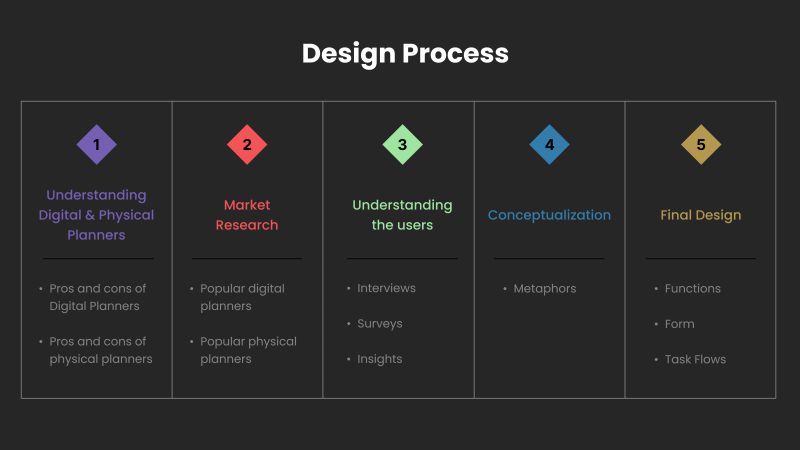 Design Process
1
Understanding
Digital & Physical
Planners
• Pros and cons of
Digital Planners
• Pros and cons of
physical planners
2
Market
Research
• Popular digital
planners
• Popular physical
planners
3
Understanding
the users
• Interviews
• Surveys
• Insights
4
Conceptualization
• Metaphors
5
Final Design
• Functions
• Form
• Task Flows